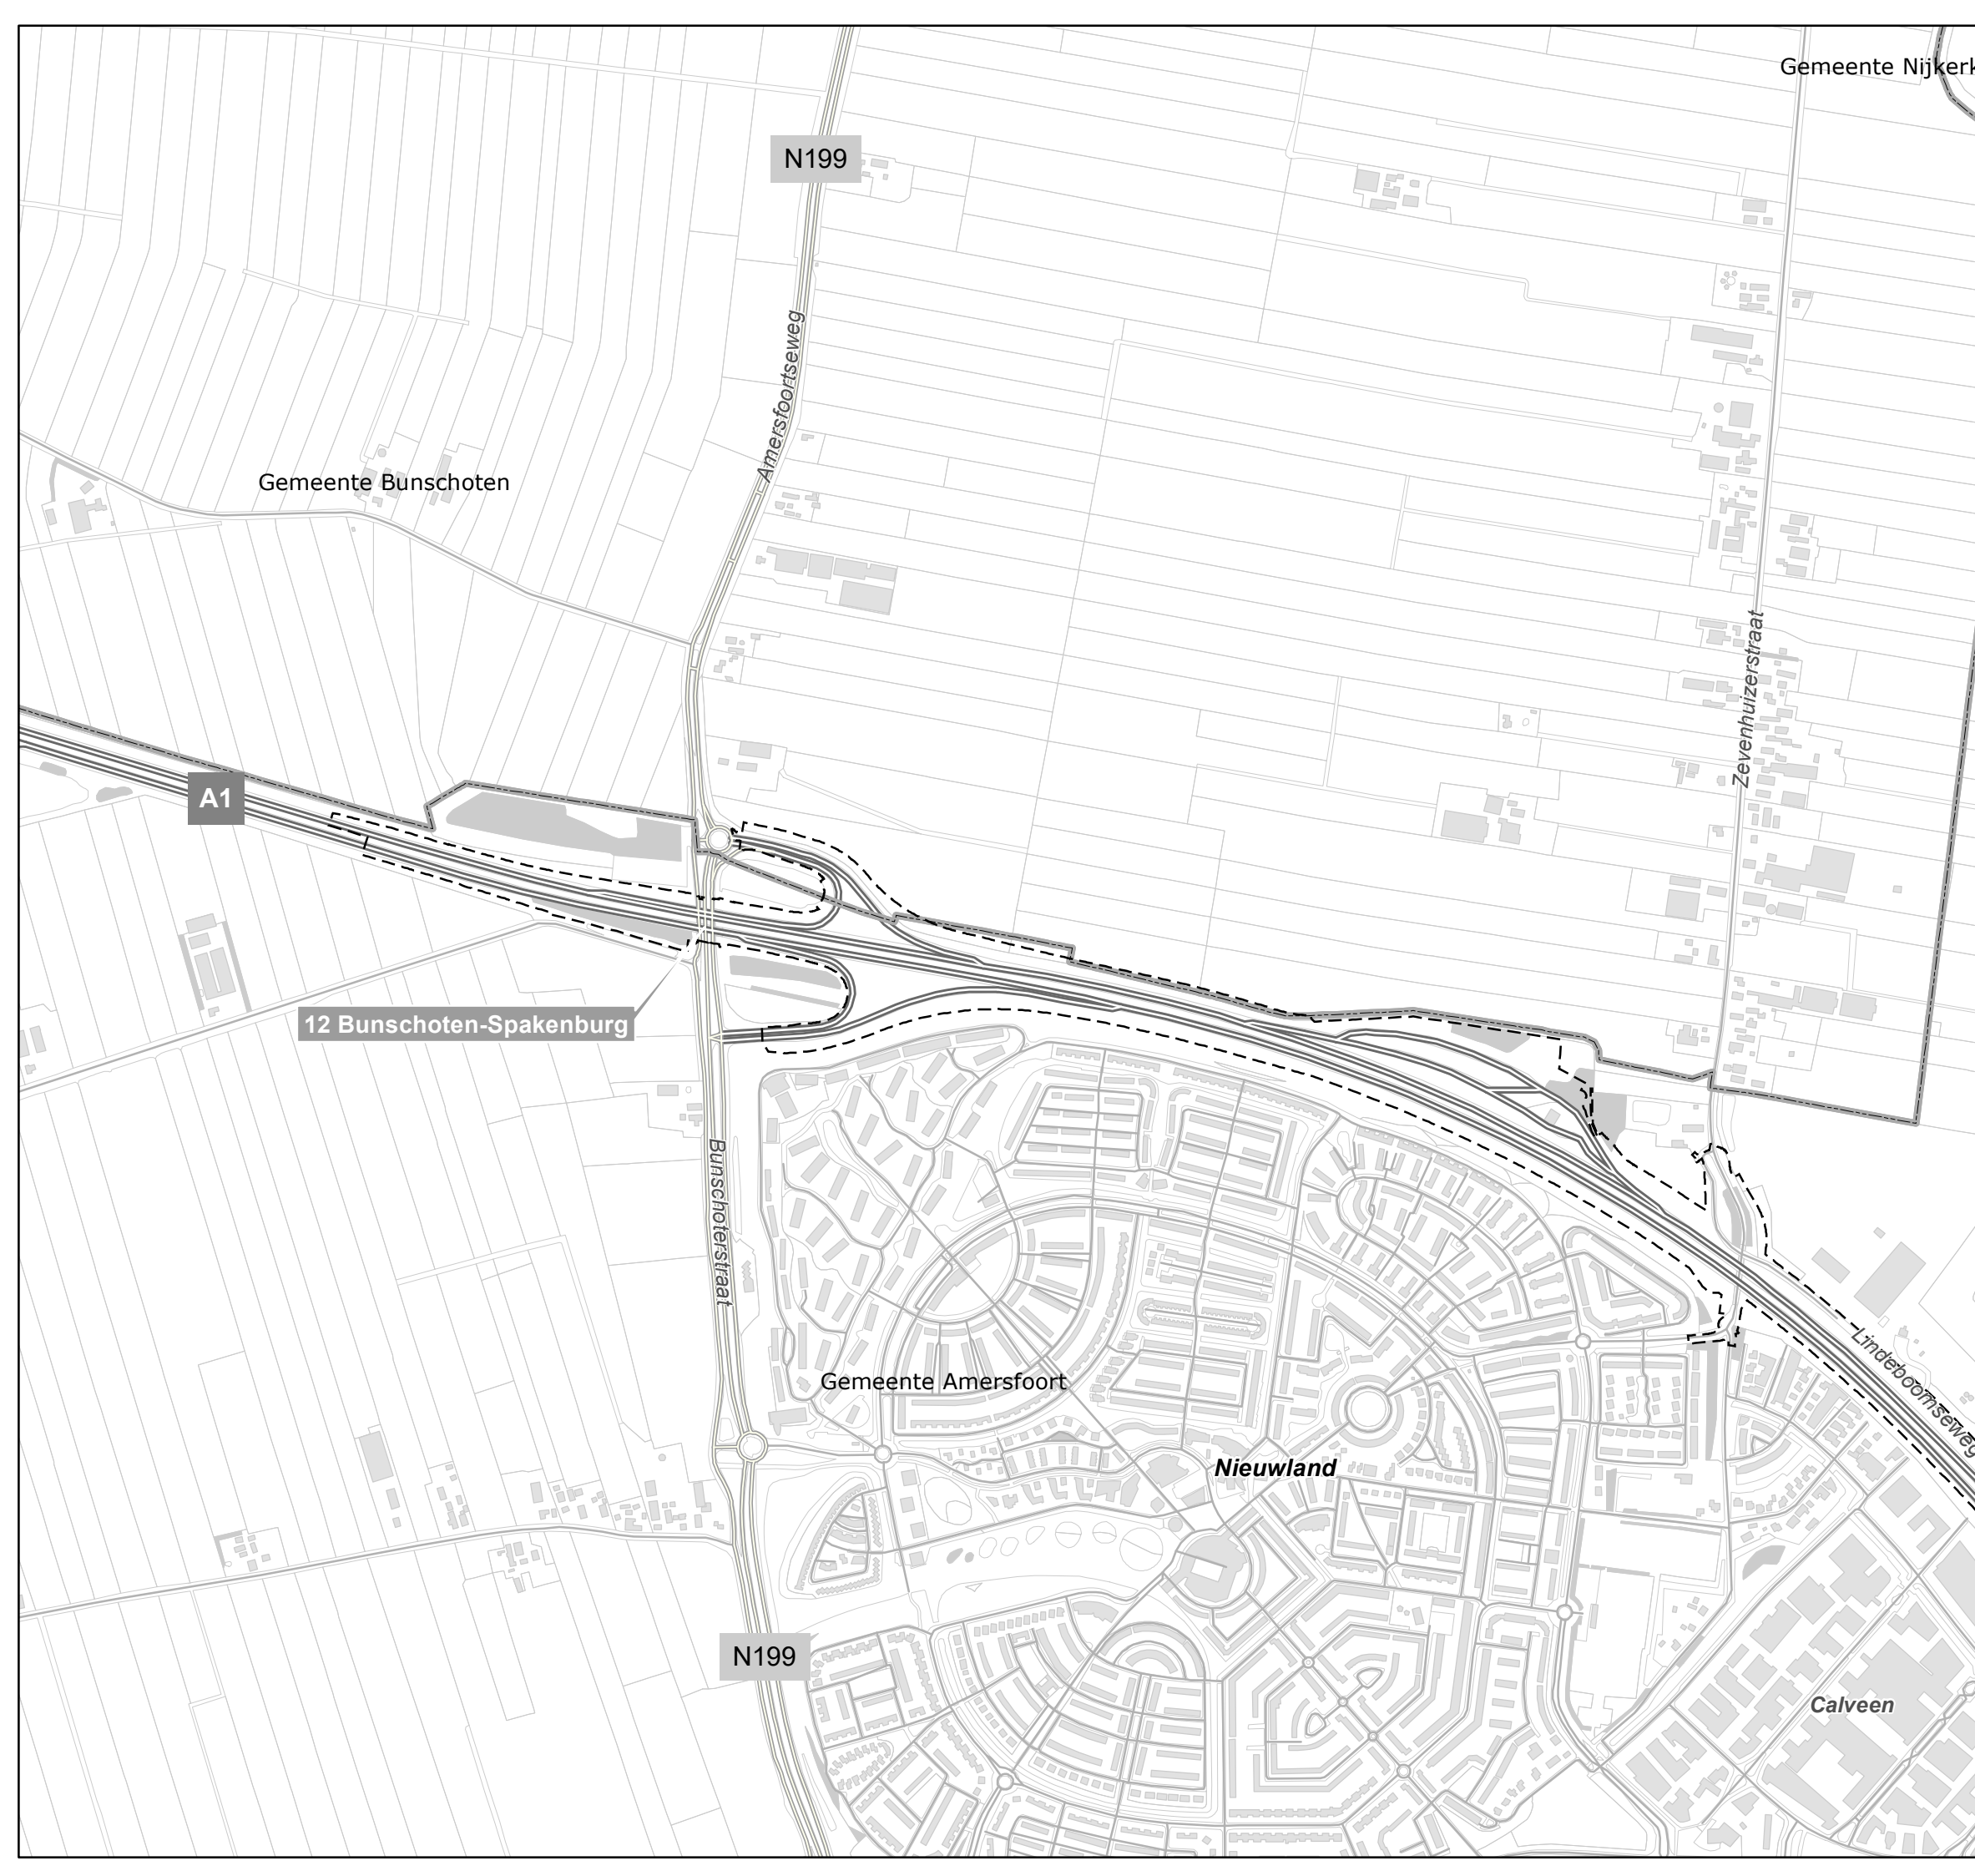 Gemeente Nijkerk
N199
Amersfoortseweg
Gemeente Bunschoten
Zevenhuizerstraat
A1
12 Bunschoten-Spakenburg
Bunschoterstraat
Lindeboomseweg
Gemeente Amersfoort
Nieuwland
N199
Calveen